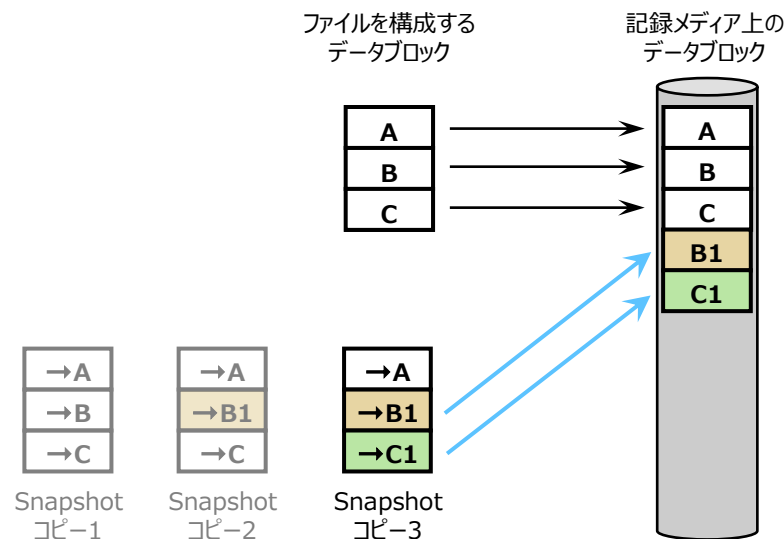 ファイルを構成する
データブロック
記録メディア上の
データブロック
A
B
C
A
B
C
B1
C1
→A
→B
→C
Snapshot
コピー1
→A
→B1
→C
Snapshot
コピー2
→A
→B1
→C1
Snapshot
コピー3